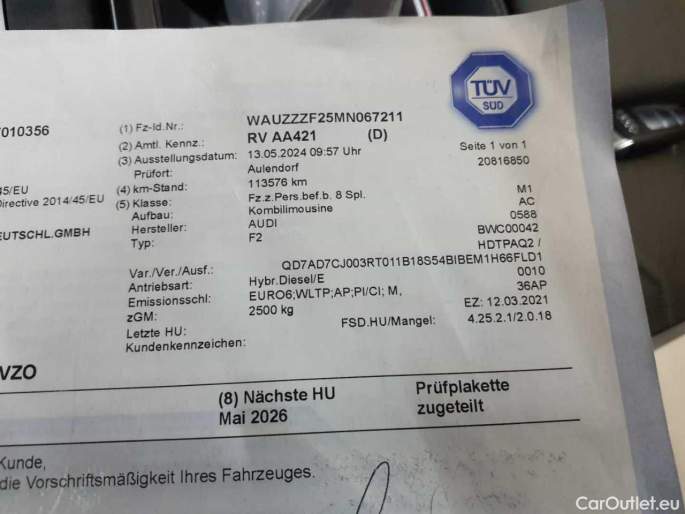 TÜV
SÜD
7010356
(1) Fz-Id.Nr.: WAUZZZF25MN067211
(2) Amtl. Kennz.: RV AA421 (D)
(3) Ausstellungsdatum: 13.05.2024 09:57 Uhr Seite 1 von 1
Prüfort: Aulendorf 20816850
45/EU (4) km-Stand: 113576 km
Directive 2014/45/EU (5) Klasse: Fz.z.Pers.bef.b. 8 Spl. M1
Aufbau: Kombilimousine AC
EUTSCHL.GMBH Hersteller: AUDI 0588
Typ: F2 BWC00042
HDTPAQ2 /
Var./Ver./Ausf.: QD7AD7CJ003RT011B18S54BIBEM1H66FLD1
Antriebsart: Hybr.Diesel/E 0010
Emissionsschl: EURO6;WLTP;AP;PI/CI; M, 36AP
zGM: 2500 kg EZ: 12.03.2021
Letzte HU: FSD.HU/Mangel: 4.25.2.1/2.0.18
Kundenkennzeichen:
VZO
(8) Nächste HU Prüfplakette
Mai 2026 zugeteilt
Kunde,
die Vorschriftsmäßigkeit Ihres Fahrzeuges.
CarOutlet.eu